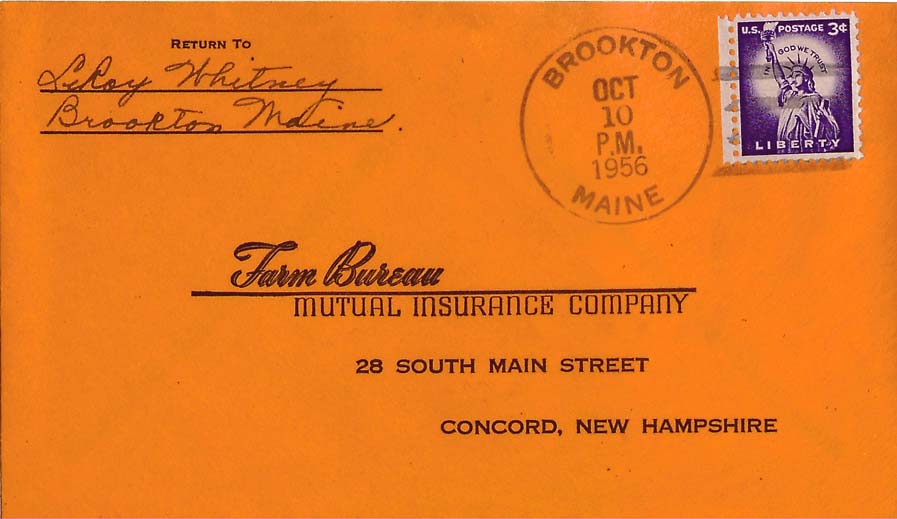 RETURN TO
LeRoy Whitney
Brookton Maine.
BROOKTON
OCT
10
P.M.
1956
MAINE
U.S. POSTAGE 3¢
IN GOD WE TRUST
LIBERTY
Farm Bureau
MUTUAL INSURANCE COMPANY
28 SOUTH MAIN STREET
CONCORD, NEW HAMPSHIRE